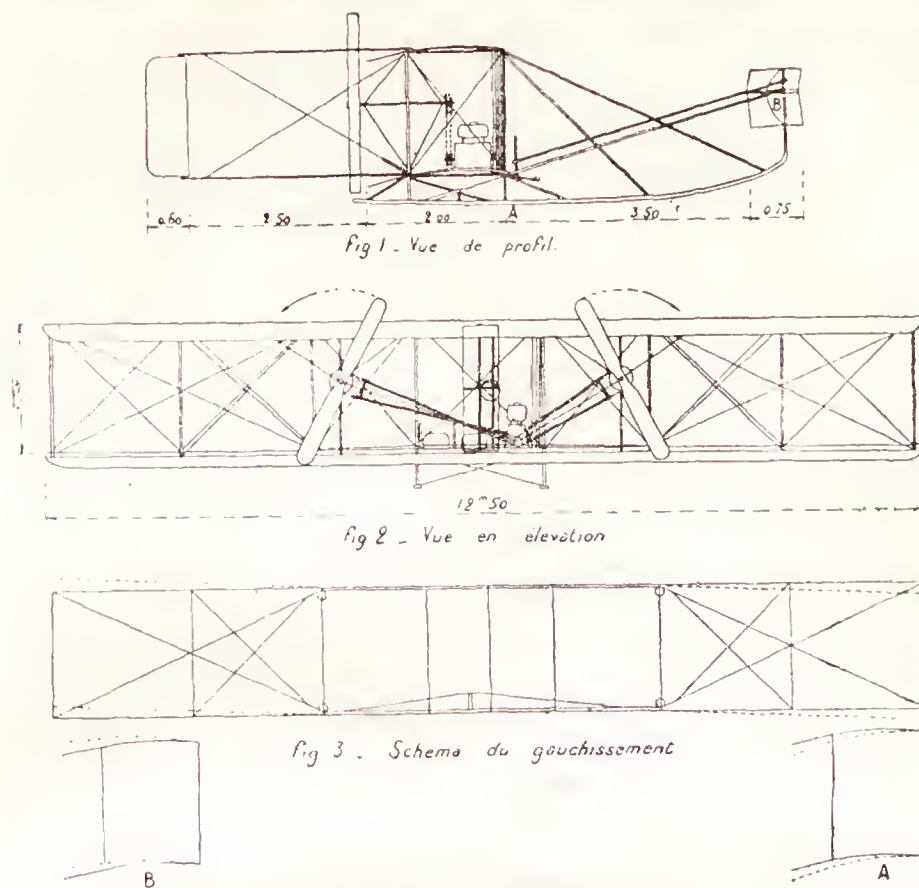 B
0.60 2.50 2.00 A 3.50 0.75
fig 1 _ Vue de profil.
12m50
fig 2 _ Vue en élévation
fig 3 _ Schema du gauchissement
B
A